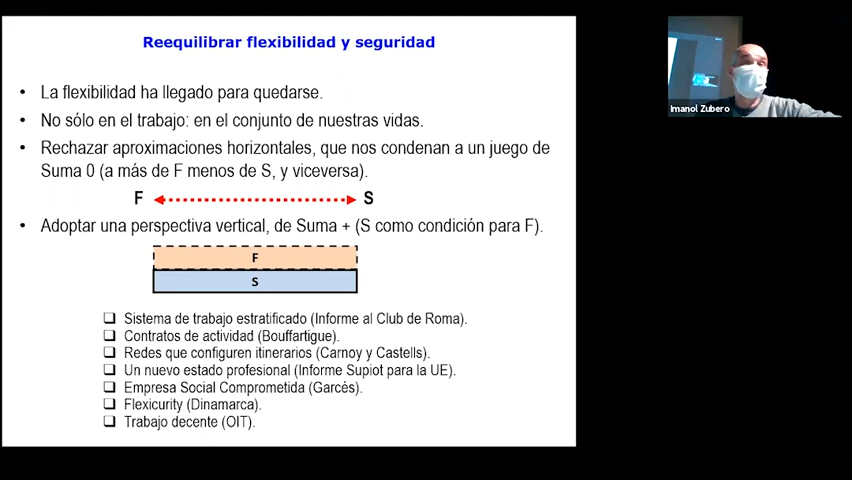 Reequilibrar flexibilidad y seguridad
• La flexibilidad ha llegado para quedarse.
• No sólo en el trabajo: en el conjunto de nuestras vidas.
• Rechazar aproximaciones horizontales, que nos condenan a un juego de
Suma 0 (a más de F menos de S, y viceversa).
F S
• Adoptar una perspectiva vertical, de Suma + (S como condición para F).
F
S
❑ Sistema de trabajo estratificado (Informe al Club de Roma).
❑ Contratos de actividad (Bouffartigue).
❑ Redes que configuren itinerarios (Carnoy y Castells).
❑ Un nuevo estado profesional (Informe Supiot para la UE).
❑ Empresa Social Comprometida (Garcés).
❑ Flexicurity (Dinamarca).
❑ Trabajo decente (OIT).
Imanol Zubero